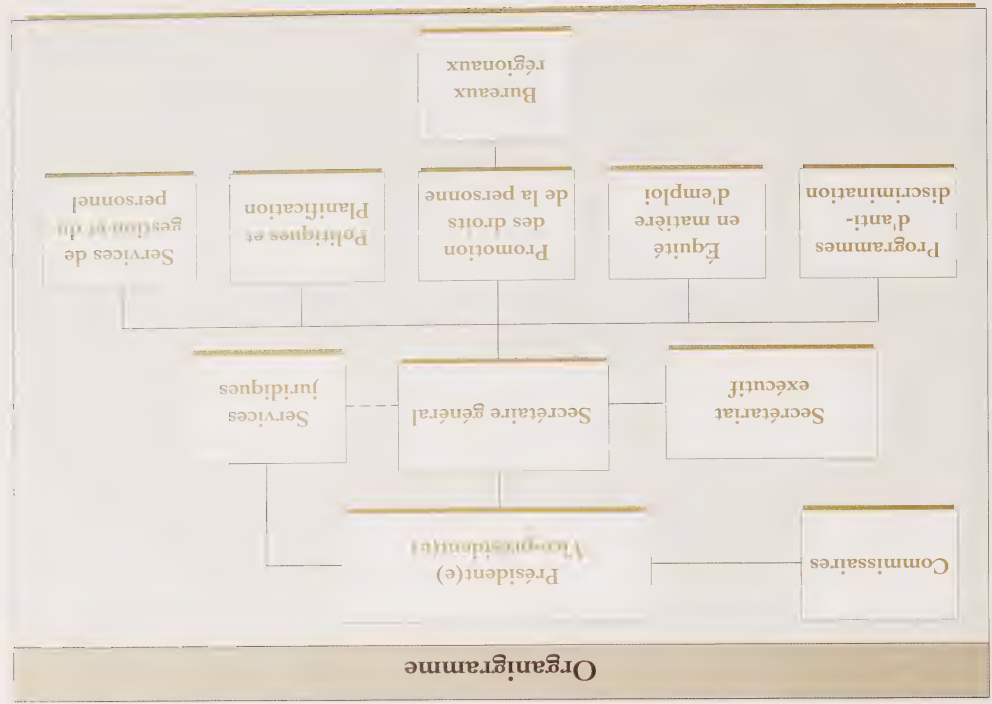 Organigramme
Commissaires
Président(e)
Vice-président(e)
Secrétariat
exécutif
Secrétaire général
Services
juridiques
Programmes
d'anti-
discrimination
Équité
en matière
d'emploi
Promotion
des droits
de la personne
Politiques et
Planification
Services de
gestion et du
personnel
Bureaux
régionaux